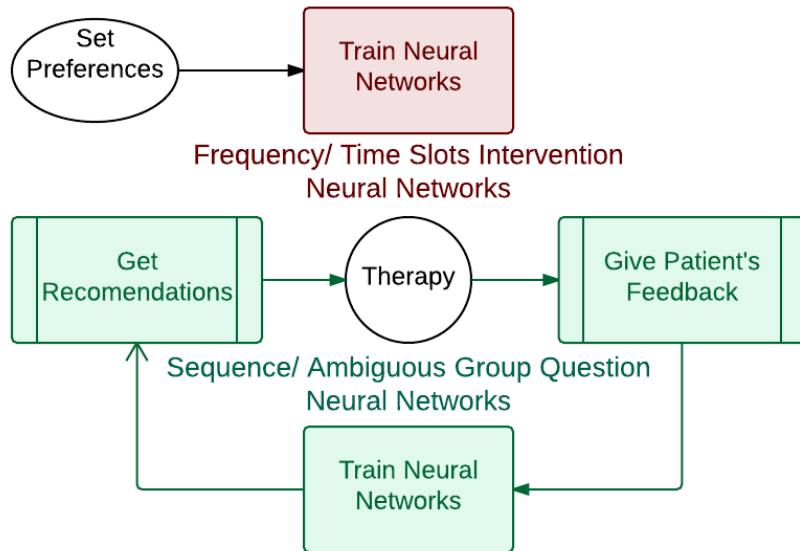 Set
Preferences
Train Neural
Networks
Frequency/ Time Slots Intervention
Neural Networks
Get
Recomendations
Therapy
Give Patient's
Feedback
Sequence/ Ambiguous Group Question
Neural Networks
Train Neural
Networks